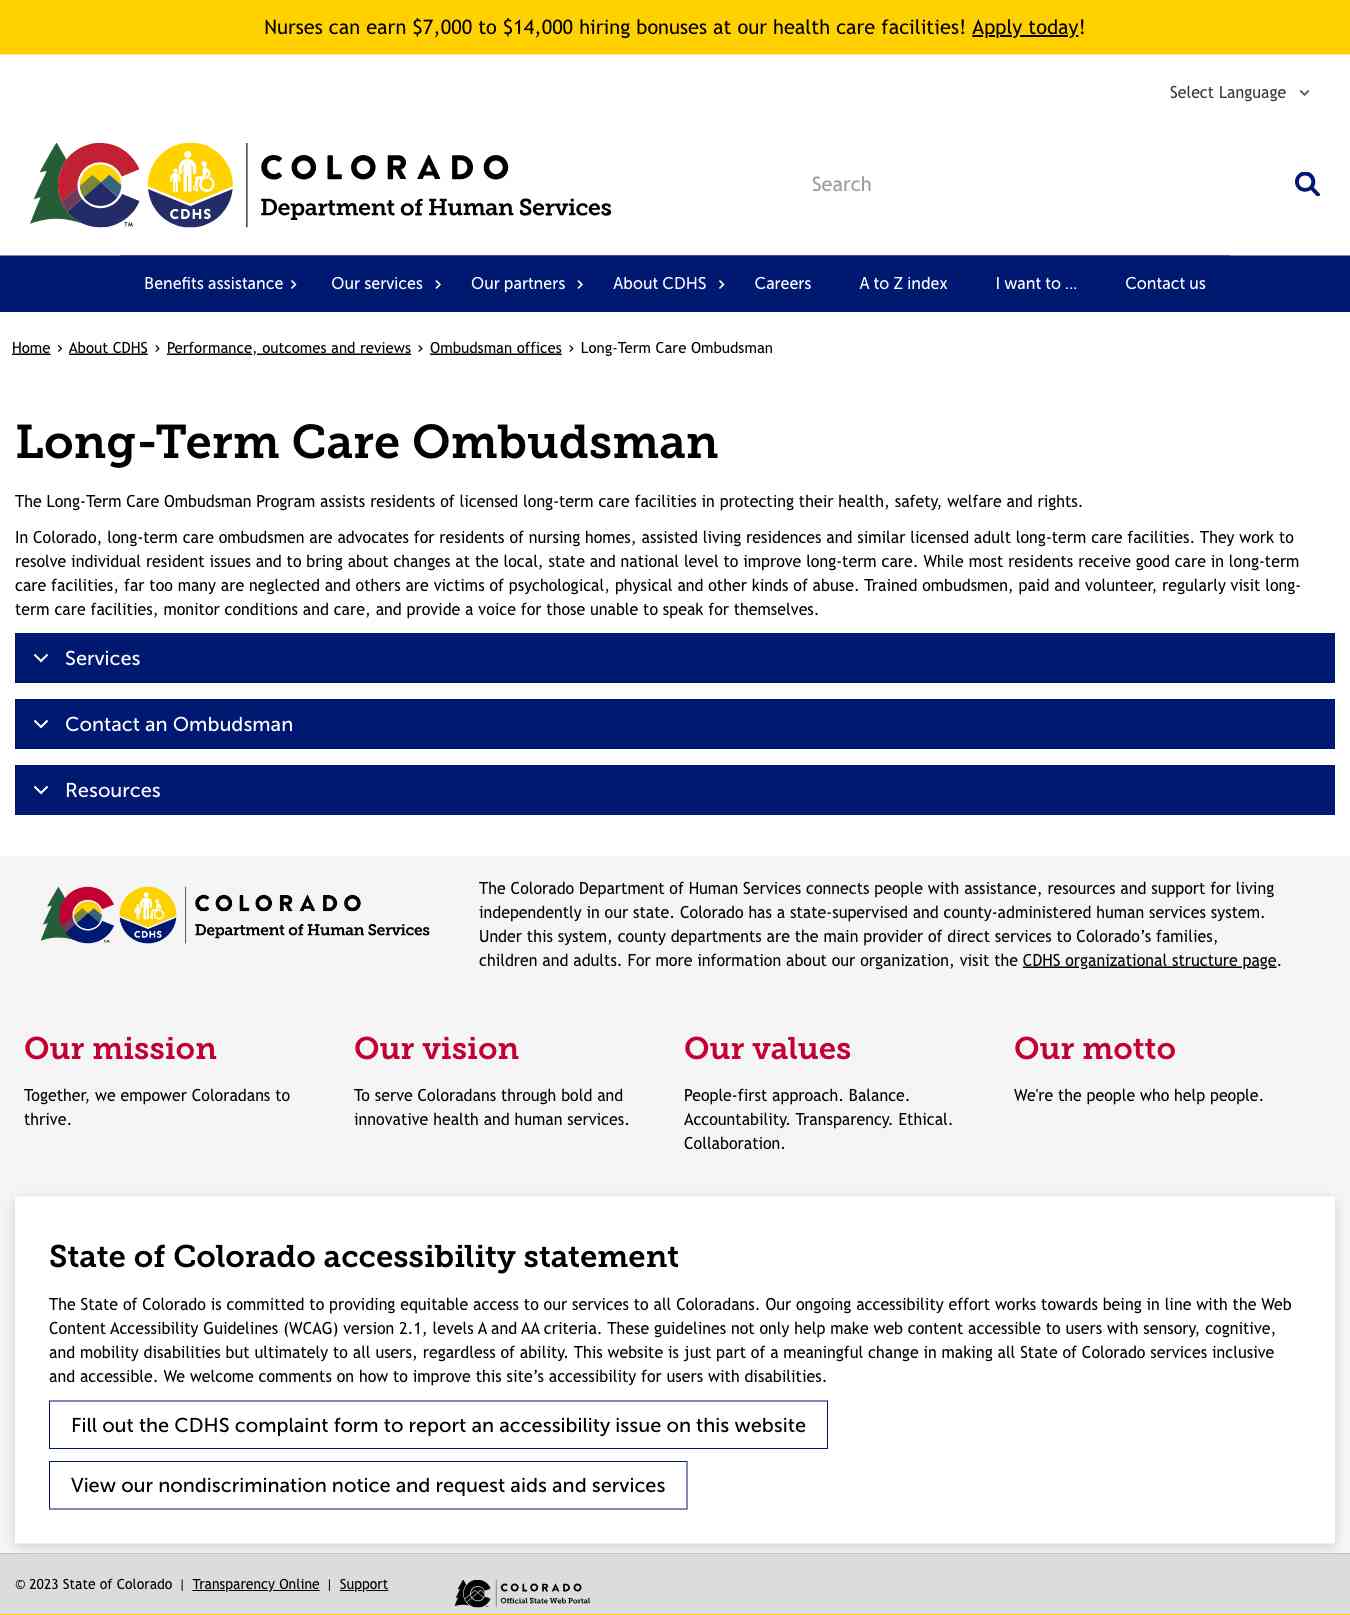 Nurses can earn $7,000 to $14,000 hiring bonuses at our health care facilities! Apply today!
Select Language
CDHS
TM
COLORADO
Department of Human Services
Search
Benefits assistance › Our services › Our partners › About CDHS › Careers A to Z index I want to ... Contact us
Home › About CDHS › Performance, outcomes and reviews › Ombudsman offices › Long-Term Care Ombudsman
Long-Term Care Ombudsman
The Long-Term Care Ombudsman Program assists residents of licensed long-term care facilities in protecting their health, safety, welfare and rights.
In Colorado, long-term care ombudsmen are advocates for residents of nursing homes, assisted living residences and similar licensed adult long-term care facilities. They work to
resolve individual resident issues and to bring about changes at the local, state and national level to improve long-term care. While most residents receive good care in long-term
care facilities, far too many are neglected and others are victims of psychological, physical and other kinds of abuse. Trained ombudsmen, paid and volunteer, regularly visit long-
term care facilities, monitor conditions and care, and provide a voice for those unable to speak for themselves.
Services
Contact an Ombudsman
Resources
CDHS
TM
COLORADO
Department of Human Services
The Colorado Department of Human Services connects people with assistance, resources and support for living
independently in our state. Colorado has a state-supervised and county-administered human services system.
Under this system, county departments are the main provider of direct services to Colorado’s families,
children and adults. For more information about our organization, visit the CDHS organizational structure page.
Our mission
Together, we empower Coloradans to
thrive.
Our vision
To serve Coloradans through bold and
innovative health and human services.
Our values
People-first approach. Balance.
Accountability. Transparency. Ethical.
Collaboration.
Our motto
We're the people who help people.
State of Colorado accessibility statement
The State of Colorado is committed to providing equitable access to our services to all Coloradans. Our ongoing accessibility effort works towards being in line with the Web
Content Accessibility Guidelines (WCAG) version 2.1, levels A and AA criteria. These guidelines not only help make web content accessible to users with sensory, cognitive,
and mobility disabilities but ultimately to all users, regardless of ability. This website is just part of a meaningful change in making all State of Colorado services inclusive
and accessible. We welcome comments on how to improve this site’s accessibility for users with disabilities.
Fill out the CDHS complaint form to report an accessibility issue on this website
View our nondiscrimination notice and request aids and services
© 2023 State of Colorado | Transparency Online | Support
COLORADO
Official State Web Portal